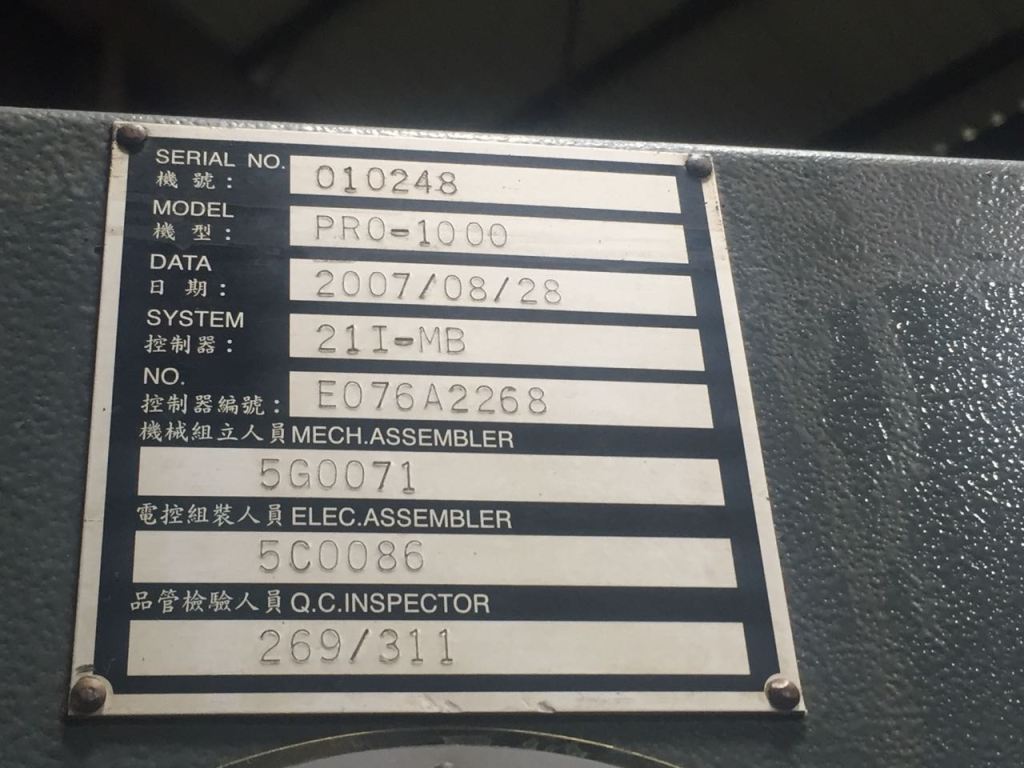 SERIAL NO.
機 號： 010248
MODEL
機 型： PRO-1000
DATA
日 期： 2007/08/28
SYSTEM
控制器： 21I-MB
NO.
控制器編號： E076A2268
機械組立人員 MECH.ASSEMBLER
5G0071
電控組裝人員 ELEC.ASSEMBLER
5C0086
品管檢驗人員 Q.C.INSPECTOR
269/311